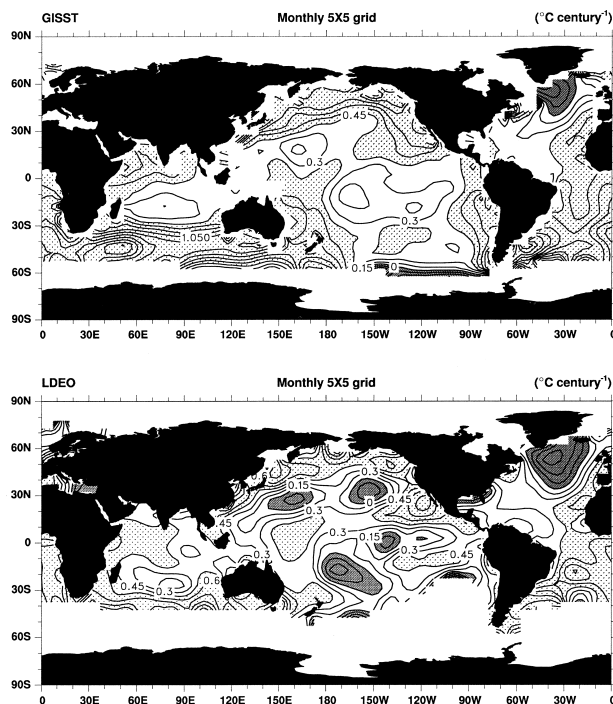 GISST Monthly 5X5 grid (°C century⁻¹)
90N
60N
0.45
30N
0.3
0
0.3
30S
1.050
0.15 0
60S
90S
0 30E 60E 90E 120E 150E 180 150W 120W 90W 60W 30W 0
LDEO Monthly 5X5 grid (°C century⁻¹)
90N
60N
0.3
0.15 0.45
30N
0
.45 0.3 0.3
0.3
0 0.15
0.3 0.3 0.45
0.6
0.45 0.3
30S
60S
90S
0 30E 60E 90E 120E 150E 180 150W 120W 90W 60W 30W 0